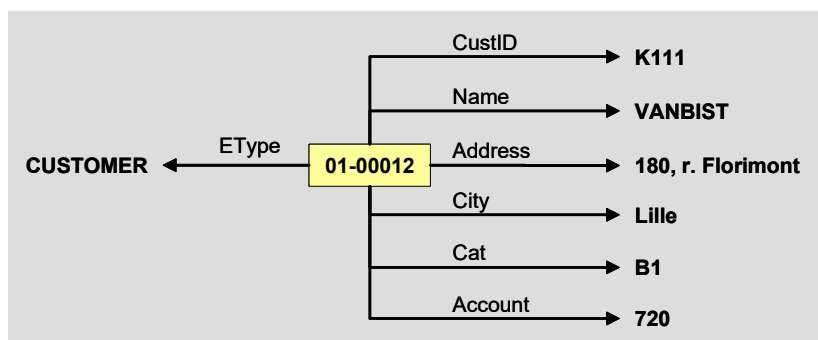 CustID
K111
Name
VANBIST
EType
Address
CUSTOMER
01-00012
180, r. Florimont
City
Lille
Cat
B1
Account
720